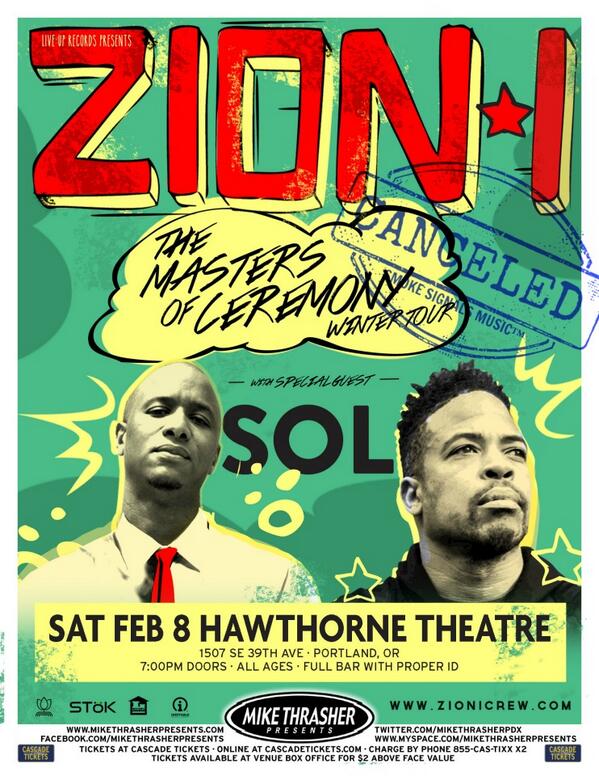 LIVE UP RECORDS PRESENTS
ZION★I
CANCELED
SMOKE SIGNALS MUSIC™
THE
MASTERS
OF CEREMONY
WINTER TOUR
WITH SPECIAL GUEST
SOL
SAT FEB 8 HAWTHORNE THEATRE
1507 SE 39TH AVE · PORTLAND, OR
7:00PM DOORS · ALL AGES · FULL BAR WITH PROPER ID
STöK
WWW.ZIONICREW.COM
MIKE THRASHER
PRESENTS
WWW.MIKETHRASHERPRESENTS.COM
TWITTER.COM/MIKETHRASHERPDX
FACEBOOK.COM/MIKETHRASHERPRESENTS
WWW.MYSPACE.COM/MIKETHRASHERPRESENTS
CASCADE TICKETS
TICKETS AT CASCADE TICKETS · ONLINE AT CASCADETICKETS.COM · CHARGE BY PHONE 855-CAS-TIXX X2
CASCADE TICKETS
TICKETS AVAILABLE AT VENUE BOX OFFICE FOR $2 ABOVE FACE VALUE